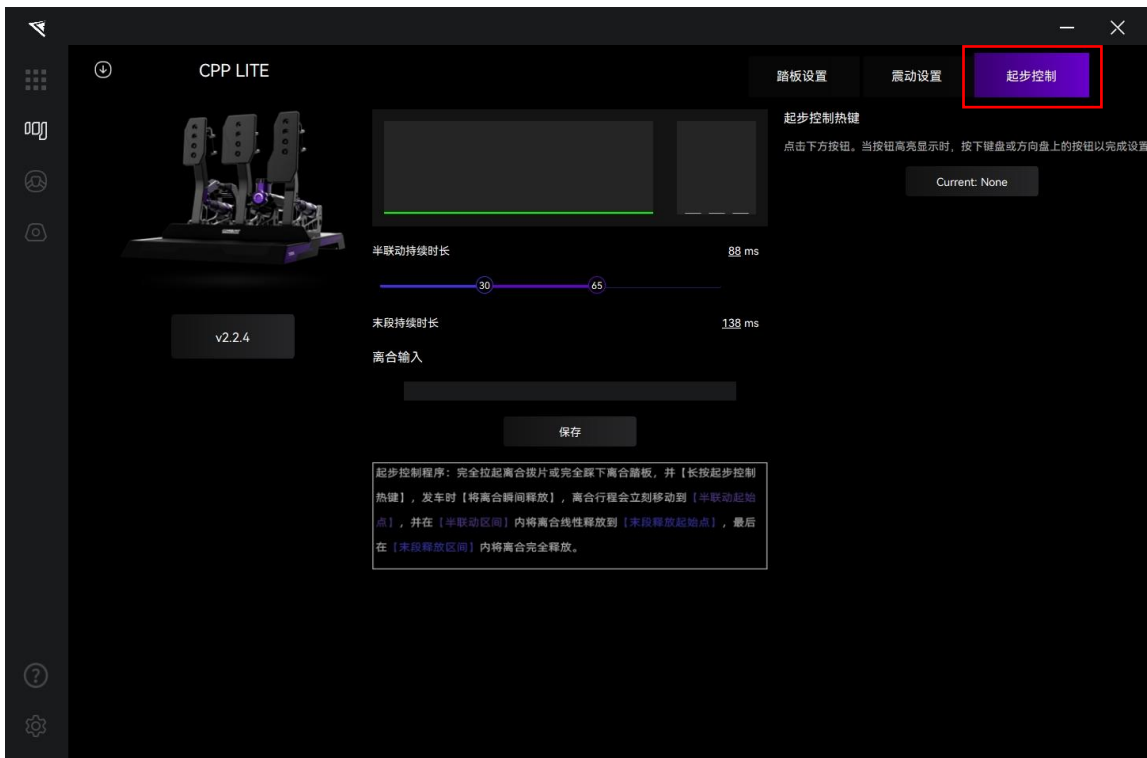 CPP LITE
踏板设置
震动设置
起步控制
起步控制热键
点击下方按钮。当按钮高亮显示时，按下键盘或方向盘上的按钮以完成设置
Current: None
半联动持续时长
88 ms
30
65
末段持续时长
138 ms
v2.2.4
离合输入
保存
起步控制程序：完全拉起离合拨片或完全踩下离合踏板，并【长按起步控制
热键】，发车时【将离合瞬间释放】，离合行程会立刻移动到【半联动起始
点】，并在【半联动区间】内将离合线性释放到【末段释放起始点】，最后
在【末段释放区间】内将离合完全释放。